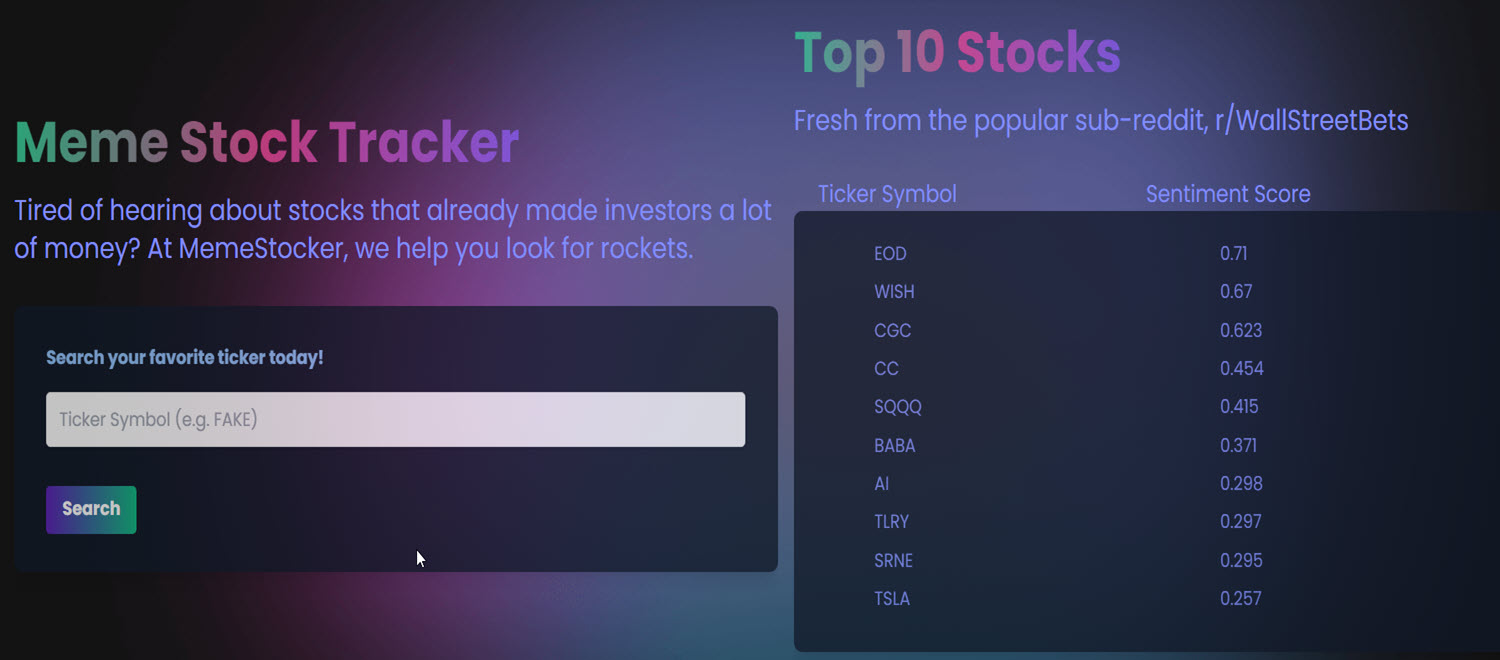 Meme Stock Tracker
Tired of hearing about stocks that already made investors a lot
of money? At MemeStocker, we help you look for rockets.
Search your favorite ticker today!
Ticker Symbol (e.g. FAKE)
Search
Top 10 Stocks
Fresh from the popular sub-reddit, r/WallStreetBets
Ticker Symbol Sentiment Score
EOD 0.71
WISH 0.67
CGC 0.623
CC 0.454
SQQQ 0.415
BABA 0.371
AI 0.298
TLRY 0.297
SRNE 0.295
TSLA 0.257